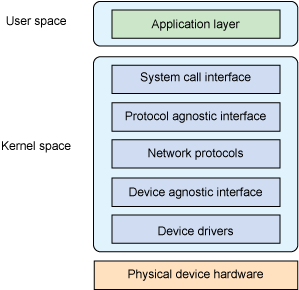 User space
Application layer
System call interface
Protocol agnostic interface
Kernel space
Network protocols
Device agnostic interface
Device drivers
Physical device hardware